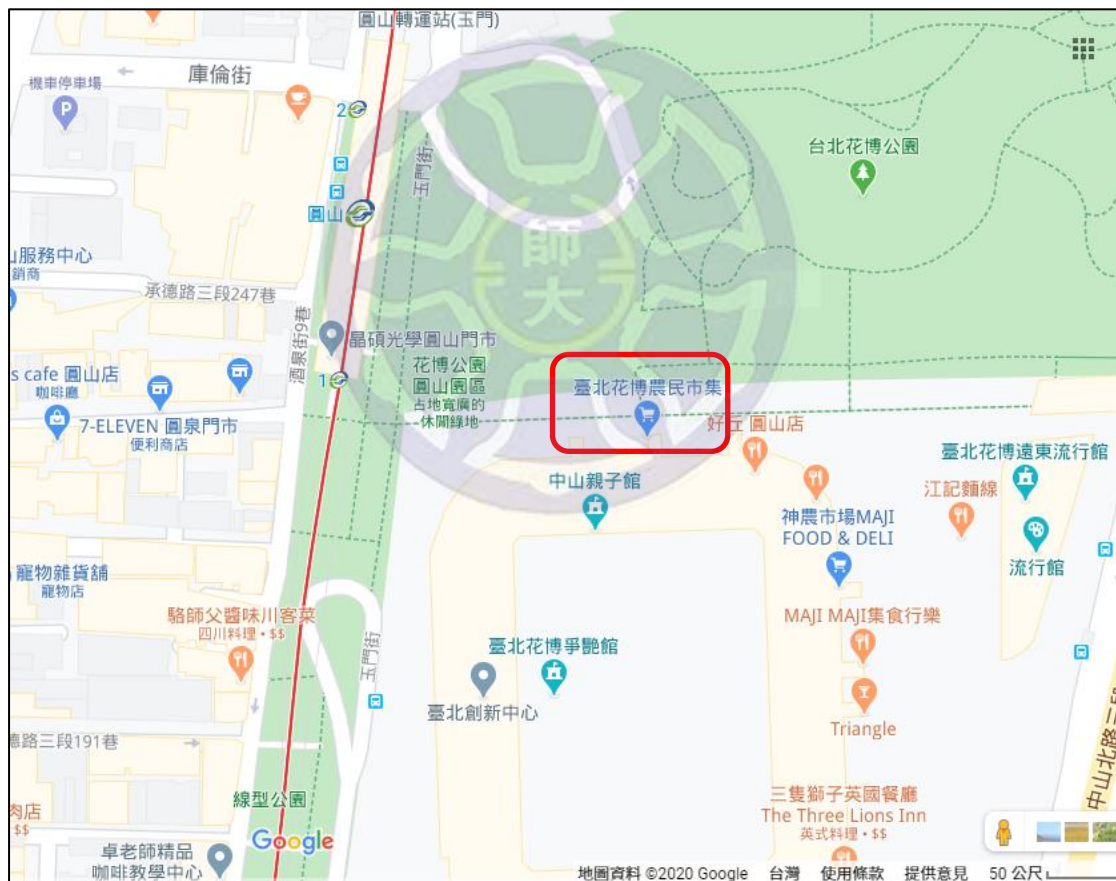 圓山轉運站(玉門)
庫倫街
機車停車場
P
2
玉門街
台北花博公園
圓山
師
大
山服務中心
銷商
承德路三段247巷
酒泉街9巷
晶碩光學圓山門市
花博公園
圓山園區
占地寬廣的
休閒綠地
1
臺北花博農民市集
s cafe 圓山店
咖啡廳
7-ELEVEN 圓泉門市
便利商店
好丘 圓山店
臺北花博遠東流行館
江記麵線
中山親子館
神農市場MAJI
FOOD & DELI
流行館
寵物雜貨舖
寵物店
駱師父醬味川客菜
四川料理・$$
MAJI MAJI集食行樂
玉門街
臺北花博爭艷館
臺北創新中心
Triangle
德路三段191巷
中山北路三段
線型公園
三隻獅子英國餐廳
The Three Lions Inn
英式料理・$$
肉店
$$
Google
卓老師精品
咖啡教學中心
地圖資料 ©2020 Google 台灣 使用條款 提供意見 50 公尺